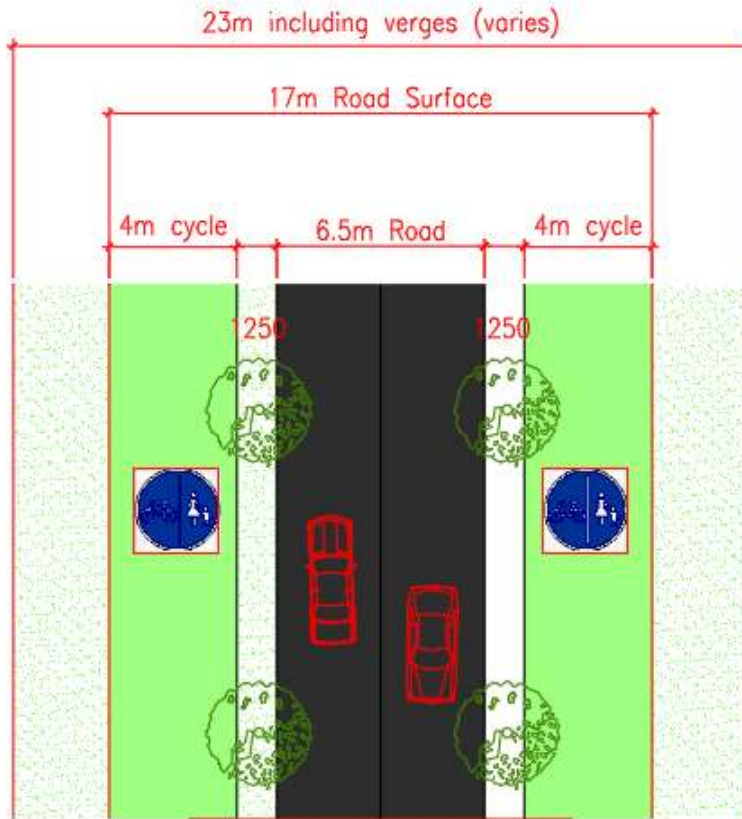 23m including verges (varies)
17m Road Surface
4m cycle
6.5m Road
4m cycle
1250
1250